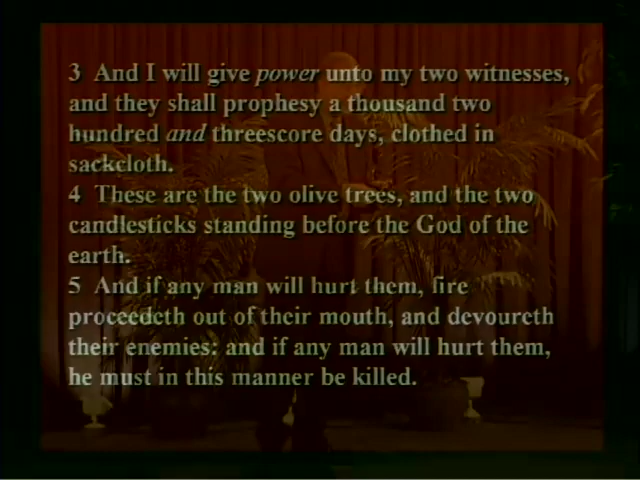 3 And I will give power unto my two witnesses,
and they shall prophesy a thousand two
hundred and threescore days, clothed in
sackcloth.
4 These are the two olive trees, and the two
candlesticks standing before the God of the
earth.
5 And if any man will hurt them, fire
proceedeth out of their mouth, and devoureth
their enemies: and if any man will hurt them,
he must in this manner be killed.